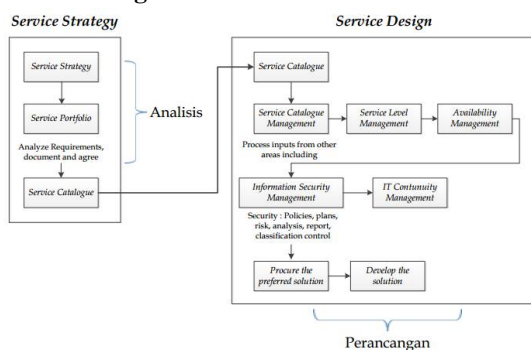 Service Strategy
Service Strategy
Service Portfolio
Analyze Requirements,
document and agree
Service Catalogue
Analisis
Service Design
Service Catalogue
Service Catalogue
Management
Service Level
Management
Availability
Management
Process inputs from other
areas including
Information Security
Management
IT Contunuity
Management
Security : Policies, plans,
risk, analysis, report,
classification control
Procure the
preferred solution
Develop the
solution
Perancangan